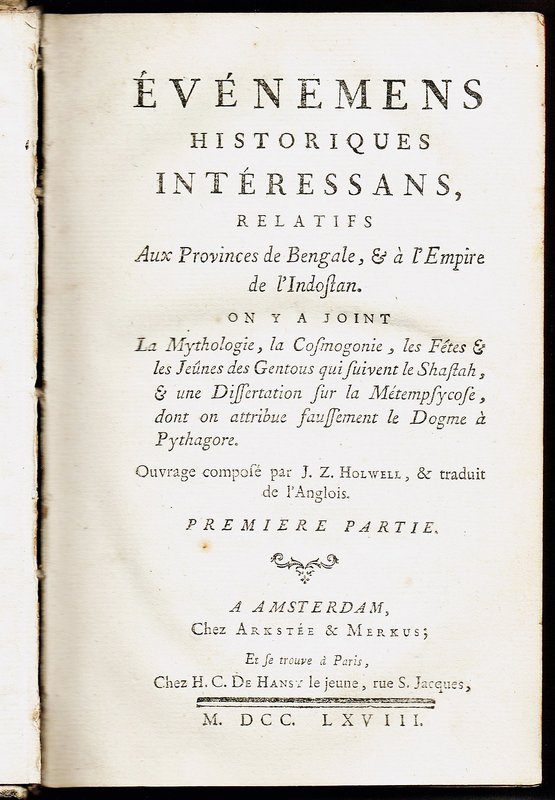 ÉVÉNEMENS
HISTORIQUES
INTÉRESSANS,
RELATIFS
Aux Provinces de Bengale, & à l'Empire
de l'Indoſtan.
ON Y A JOINT
La Mythologie, la Coſmogonie, les Fêtes &
les Jeûnes des Gentous qui ſuivent le Shaſtah,
& une Diſſertation ſur la Métempſycoſe,
dont on attribue fauſſement le Dogme à
Pythagore.
Ouvrage compoſé par J. Z. HOLWELL, & traduit
de l'Anglois.
PREMIERE PARTIE.
A AMSTERDAM,
Chez ARKSTÉE & MERKUS;
Et ſe trouve à Paris,
Chez H. C. DE HANSY le jeune, rue S. Jacques,
M. DCC. LXVIII.